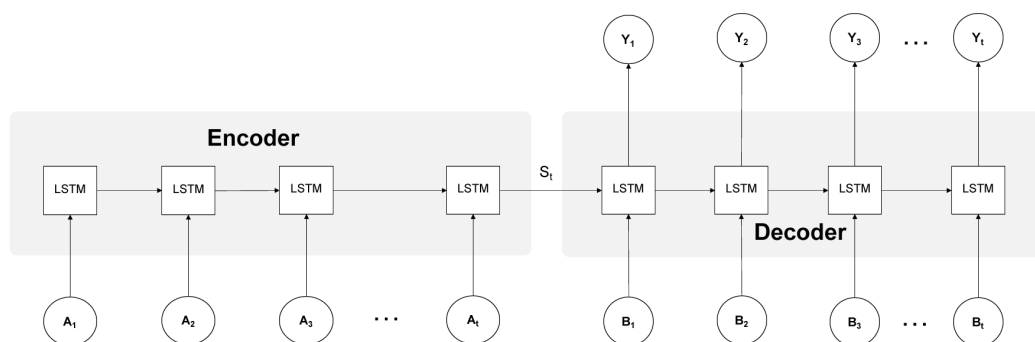 Y₁ Y₂ Y₃ ... Yₜ
Encoder
LSTM LSTM LSTM LSTM Sₜ LSTM LSTM LSTM LSTM
Decoder
A₁ A₂ A₃ ... Aₜ B₁ B₂ B₃ ... Bₜ